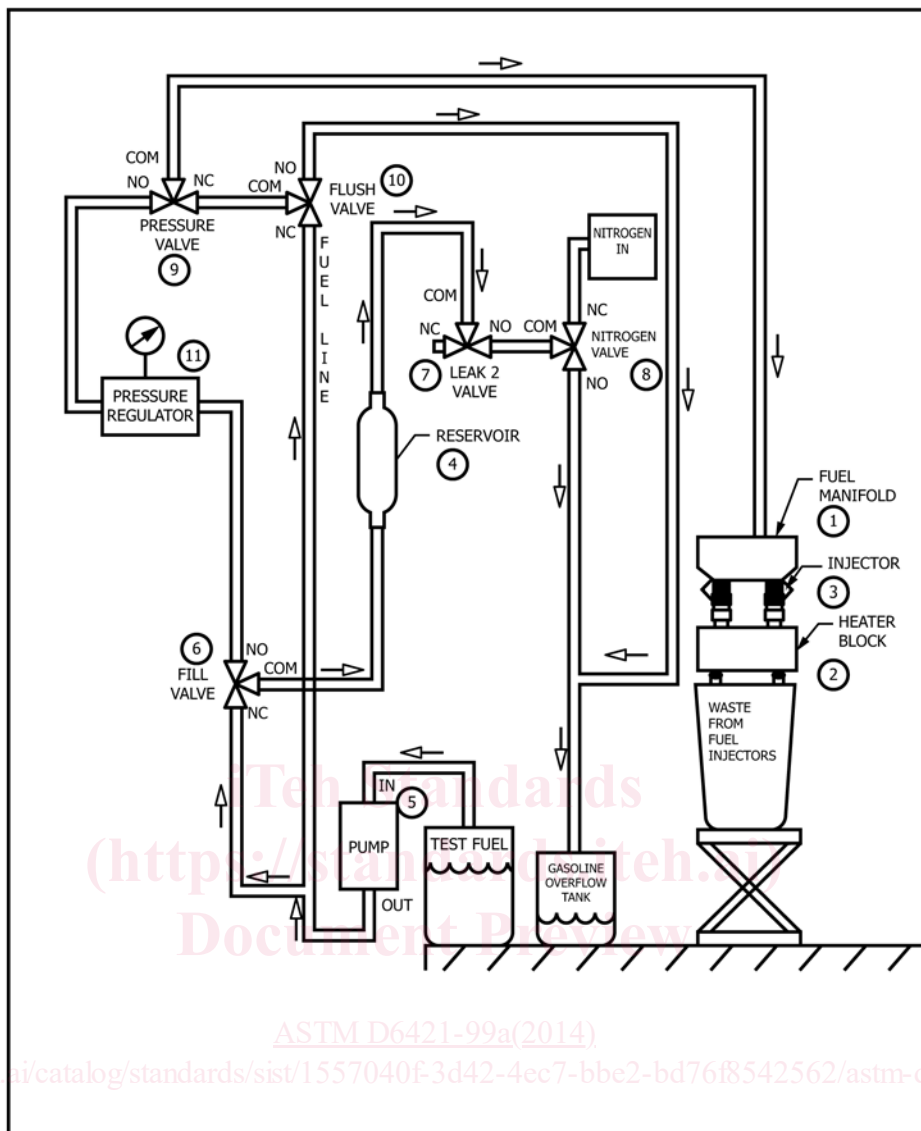 COM
NO
NC
PRESSURE
VALVE
9
NO
COM
NC
FLUSH
VALVE
10
FUEL LINE
NITROGEN
IN
COM
NC
NO
7
LEAK 2
VALVE
COM
NC
NITROGEN
VALVE
NO
8
11
PRESSURE
REGULATOR
RESERVOIR
4
FUEL
MANIFOLD
1
INJECTOR
3
HEATER
BLOCK
2
6
FILL
VALVE
NO
COM
NC
WASTE
FROM
FUEL
INJECTORS
IN
5
PUMP
OUT
TEST FUEL
GASOLINE
OVERFLOW
TANK
iTeh Standards
(https://standards.iteh.ai)
Document Preview
ASTM D6421-99a(2014)
.ai/catalog/standards/sist/1557040f-3d42-4ec7-bbe2-bd76f8542562/astm-d